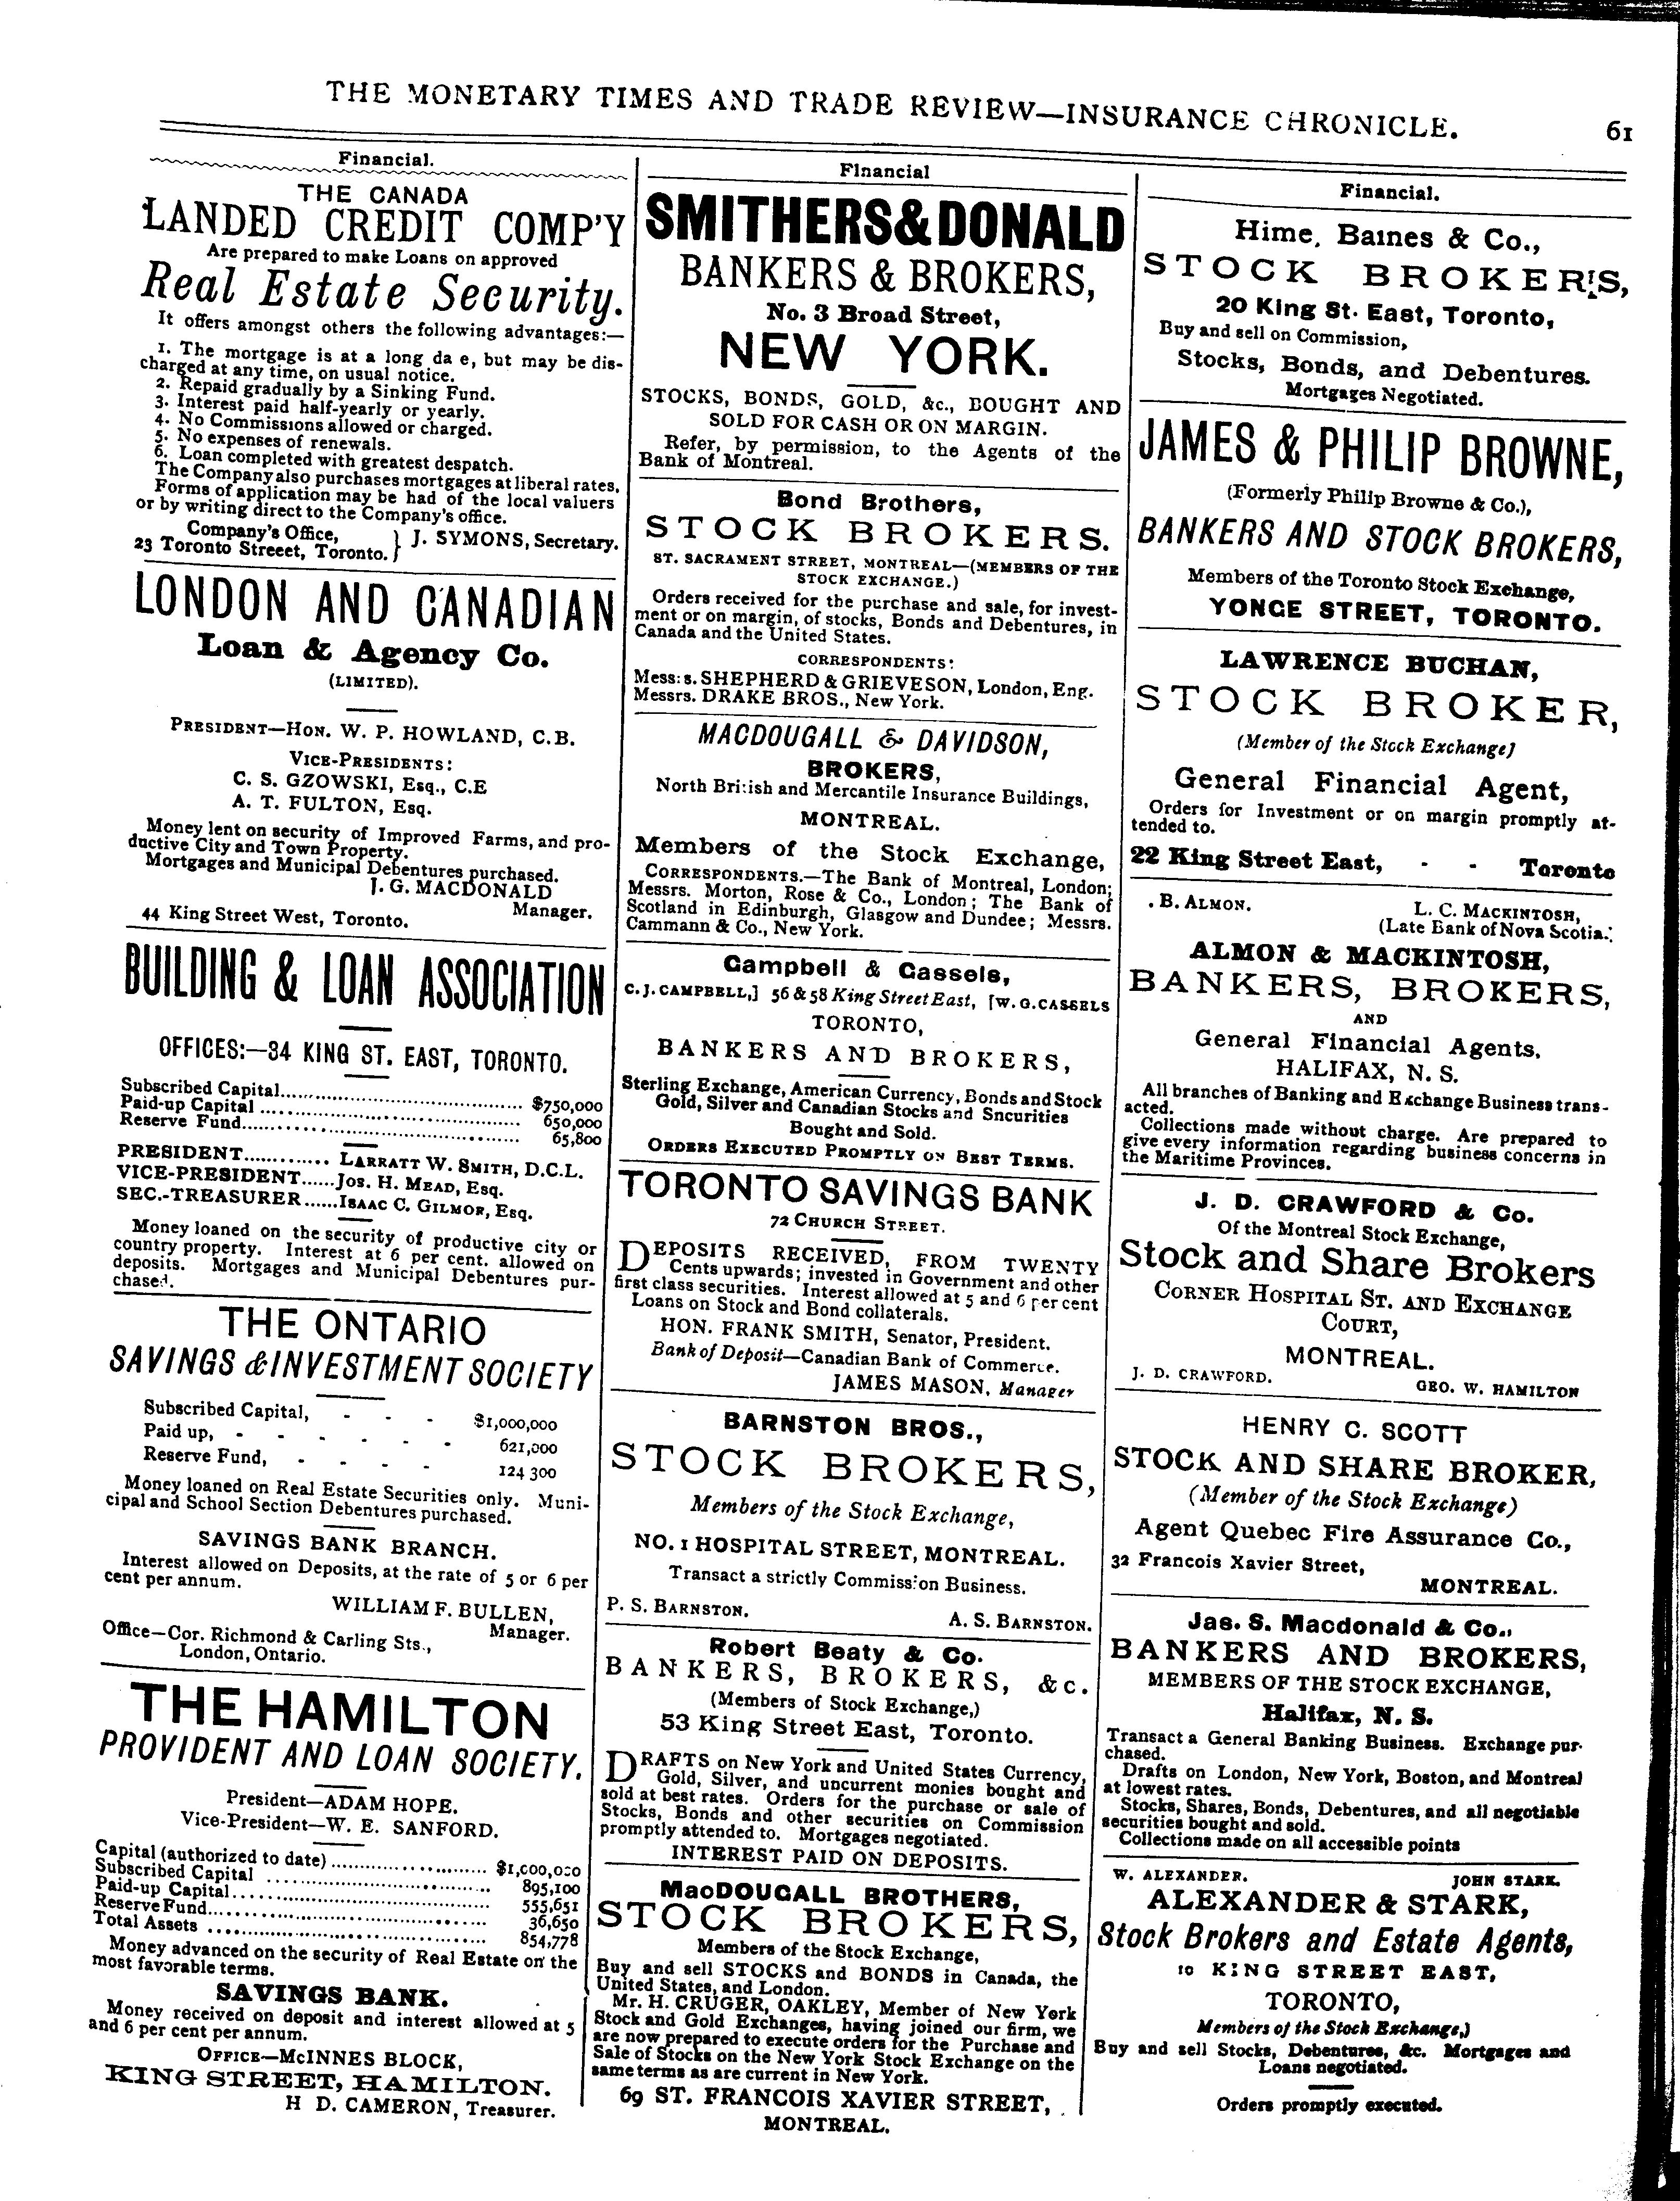 THE MONETARY TIMES AND TRADE REVIEW—INSURANCE CHRONICLE. 61
Financial.
THE CANADA
LANDED CREDIT COMP'Y
Are prepared to make Loans on approved
Real Estate Security.
It offers amongst others the following advantages:—
1. The mortgage is at a long da e, but may be dis-
charged at any time, on usual notice.
2. Repaid gradually by a Sinking Fund.
3. Interest paid half-yearly or yearly.
4. No Commissions allowed or charged.
5. No expenses of renewals.
6. Loan completed with greatest despatch.
The Company also purchases mortgages at liberal rates.
Forms of application may be had of the local valuers
or by writing direct to the Company's office.
Company's Office,
23 Toronto Streeet, Toronto. } J. SYMONS, Secretary.
LONDON AND CANADIAN
Loan & Agency Co.
(LIMITED).
PRESIDENT—HON. W. P. HOWLAND, C.B.
VICE-PRESIDENTS:
C. S. GZOWSKI, Esq., C.E
A. T. FULTON, Esq.
Money lent on security of Improved Farms, and pro-
ductive City and Town Property.
Mortgages and Municipal Debentures purchased.
J. G. MACDONALD
Manager.
44 King Street West, Toronto.
BUILDING & LOAN ASSOCIATION
OFFICES:—34 KING ST. EAST, TORONTO.
Subscribed Capital.......... $750,000
Paid-up Capital .......... 650,000
Reserve Fund.......... 65,800
PRESIDENT............ LARRATT W. SMITH, D.C.L.
VICE-PRESIDENT......JOS. H. MEAD, Esq.
SEC.-TREASURER......ISAAC C. GILMOR, Esq.
Money loaned on the security of productive city or
country property. Interest at 6 per cent. allowed on
deposits. Mortgages and Municipal Debentures pur-
chased.
THE ONTARIO
SAVINGS & INVESTMENT SOCIETY
Subscribed Capital, - - - $1,000,000
Paid up, - - - - - - 621,000
Reserve Fund, - - - - 124 300
Money loaned on Real Estate Securities only. Muni-
cipal and School Section Debentures purchased.
SAVINGS BANK BRANCH.
Interest allowed on Deposits, at the rate of 5 or 6 per
cent per annum.
WILLIAM F. BULLEN,
Manager.
Office—Cor. Richmond & Carling Sts.,
London, Ontario.
THE HAMILTON
PROVIDENT AND LOAN SOCIETY.
President—ADAM HOPE.
Vice-President—W. E. SANFORD.
Capital (authorized to date) .......... $1,000,000
Subscribed Capital .......... 895,100
Paid-up Capital.......... 555,651
Reserve Fund.......... 36,650
Total Assets .......... 854,778
Money advanced on the security of Real Estate on the
most favorable terms.
SAVINGS BANK.
Money received on deposit and interest allowed at 5
and 6 per cent per annum.
OFFICE—McINNES BLOCK,
KING STREET, HAMILTON.
H D. CAMERON, Treasurer.
Financial
SMITHERS & DONALD
BANKERS & BROKERS,
No. 3 Broad Street,
NEW YORK.
STOCKS, BONDS, GOLD, &c., BOUGHT AND
SOLD FOR CASH OR ON MARGIN.
Refer, by permission, to the Agents of the
Bank of Montreal.
Bond Brothers,
STOCK BROKERS.
ST. SACRAMENT STREET, MONTREAL—(MEMBERS OF THE
STOCK EXCHANGE.)
Orders received for the purchase and sale, for invest-
ment or on margin, of stocks, Bonds and Debentures, in
Canada and the United States.
CORRESPONDENTS:
Mess:s. SHEPHERD & GRIEVESON, London, Eng.
Messrs. DRAKE BROS., New York.
MACDOUGALL & DAVIDSON,
BROKERS,
North British and Mercantile Insurance Buildings,
MONTREAL.
Members of the Stock Exchange,
CORRESPONDENTS.—The Bank of Montreal, London;
Messrs. Morton, Rose & Co., London; The Bank of
Scotland in Edinburgh, Glasgow and Dundee; Messrs.
Cammann & Co., New York.
Campbell & Cassels,
C.J. CAMPBELL,] 56 & 58 King Street East, [W.G. CASSELS
TORONTO,
BANKERS AND BROKERS,
Sterling Exchange, American Currency, Bonds and Stock
Gold, Silver and Canadian Stocks and Sncurities
Bought and Sold.
ORDERS EXECUTED PROMPTLY ON BEST TERMS.
TORONTO SAVINGS BANK
72 CHURCH STREET.
DEPOSITS RECEIVED, FROM TWENTY
Cents upwards; invested in Government and other
first class securities. Interest allowed at 5 and 6 per cent
Loans on Stock and Bond collaterals.
HON. FRANK SMITH, Senator, President.
Bank of Deposit—Canadian Bank of Commerce.
JAMES MASON, Manager
BARNSTON BROS.,
STOCK BROKERS,
Members of the Stock Exchange,
NO. 1 HOSPITAL STREET, MONTREAL.
Transact a strictly Commission Business.
P. S. BARNSTON. A. S. BARNSTON.
Robert Beaty & Co.
BANKERS, BROKERS, &c.
(Members of Stock Exchange,)
53 King Street East, Toronto.
DRAFTS on New York and United States Currency,
Gold, Silver, and uncurrent monies bought and
sold at best rates. Orders for the purchase or sale of
Stocks, Bonds and other securities on Commission
promptly attended to. Mortgages negotiated.
INTEREST PAID ON DEPOSITS.
MacDOUGALL BROTHERS,
STOCK BROKERS,
Members of the Stock Exchange,
Buy and sell STOCKS and BONDS in Canada, the
United States, and London.
Mr. H. CRUGER, OAKLEY, Member of New York
Stock and Gold Exchanges, having joined our firm, we
are now prepared to execute orders for the Purchase and
Sale of Stocks on the New York Stock Exchange on the
same terms as are current in New York.
69 ST. FRANCOIS XAVIER STREET,
MONTREAL.
Financial.
Hime, Baines & Co.,
STOCK BROKERS,
20 King St. East, Toronto,
Buy and sell on Commission,
Stocks, Bonds, and Debentures.
Mortgages Negotiated.
JAMES & PHILIP BROWNE,
(Formerly Philip Browne & Co.),
BANKERS AND STOCK BROKERS,
Members of the Toronto Stock Exchange,
YONGE STREET, TORONTO.
LAWRENCE BUCHAN,
STOCK BROKER,
(Member of the Stock Exchange)
General Financial Agent,
Orders for Investment or on margin promptly at-
tended to.
22 King Street East, - - Toronto
. B. ALMON. L. C. MACKINTOSH,
(Late Bank of Nova Scotia.
ALMON & MACKINTOSH,
BANKERS, BROKERS,
AND
General Financial Agents.
HALIFAX, N. S.
All branches of Banking and Exchange Business trans-
acted.
Collections made without charge. Are prepared to
give every information regarding business concerns in
the Maritime Provinces.
J. D. CRAWFORD & Co.
Of the Montreal Stock Exchange,
Stock and Share Brokers
CORNER HOSPITAL ST. AND EXCHANGE
COURT,
MONTREAL.
J. D. CRAWFORD. GEO. W. HAMILTON
HENRY C. SCOTT
STOCK AND SHARE BROKER,
(Member of the Stock Exchange)
Agent Quebec Fire Assurance Co.,
32 Francois Xavier Street,
MONTREAL.
Jas. S. Macdonald & Co.,
BANKERS AND BROKERS,
MEMBERS OF THE STOCK EXCHANGE,
Halifax, N. S.
Transact a General Banking Business. Exchange pur-
chased.
Drafts on London, New York, Boston, and Montreal
at lowest rates.
Stocks, Shares, Bonds, Debentures, and all negotiable
securities bought and sold.
Collections made on all accessible points
W. ALEXANDER. JOHN STARK.
ALEXANDER & STARK,
Stock Brokers and Estate Agents,
10 KING STREET EAST,
TORONTO,
Members of the Stock Exchange,)
Buy and sell Stocks, Debentures, &c. Mortgages and
Loans negotiated.
Orders promptly executed.